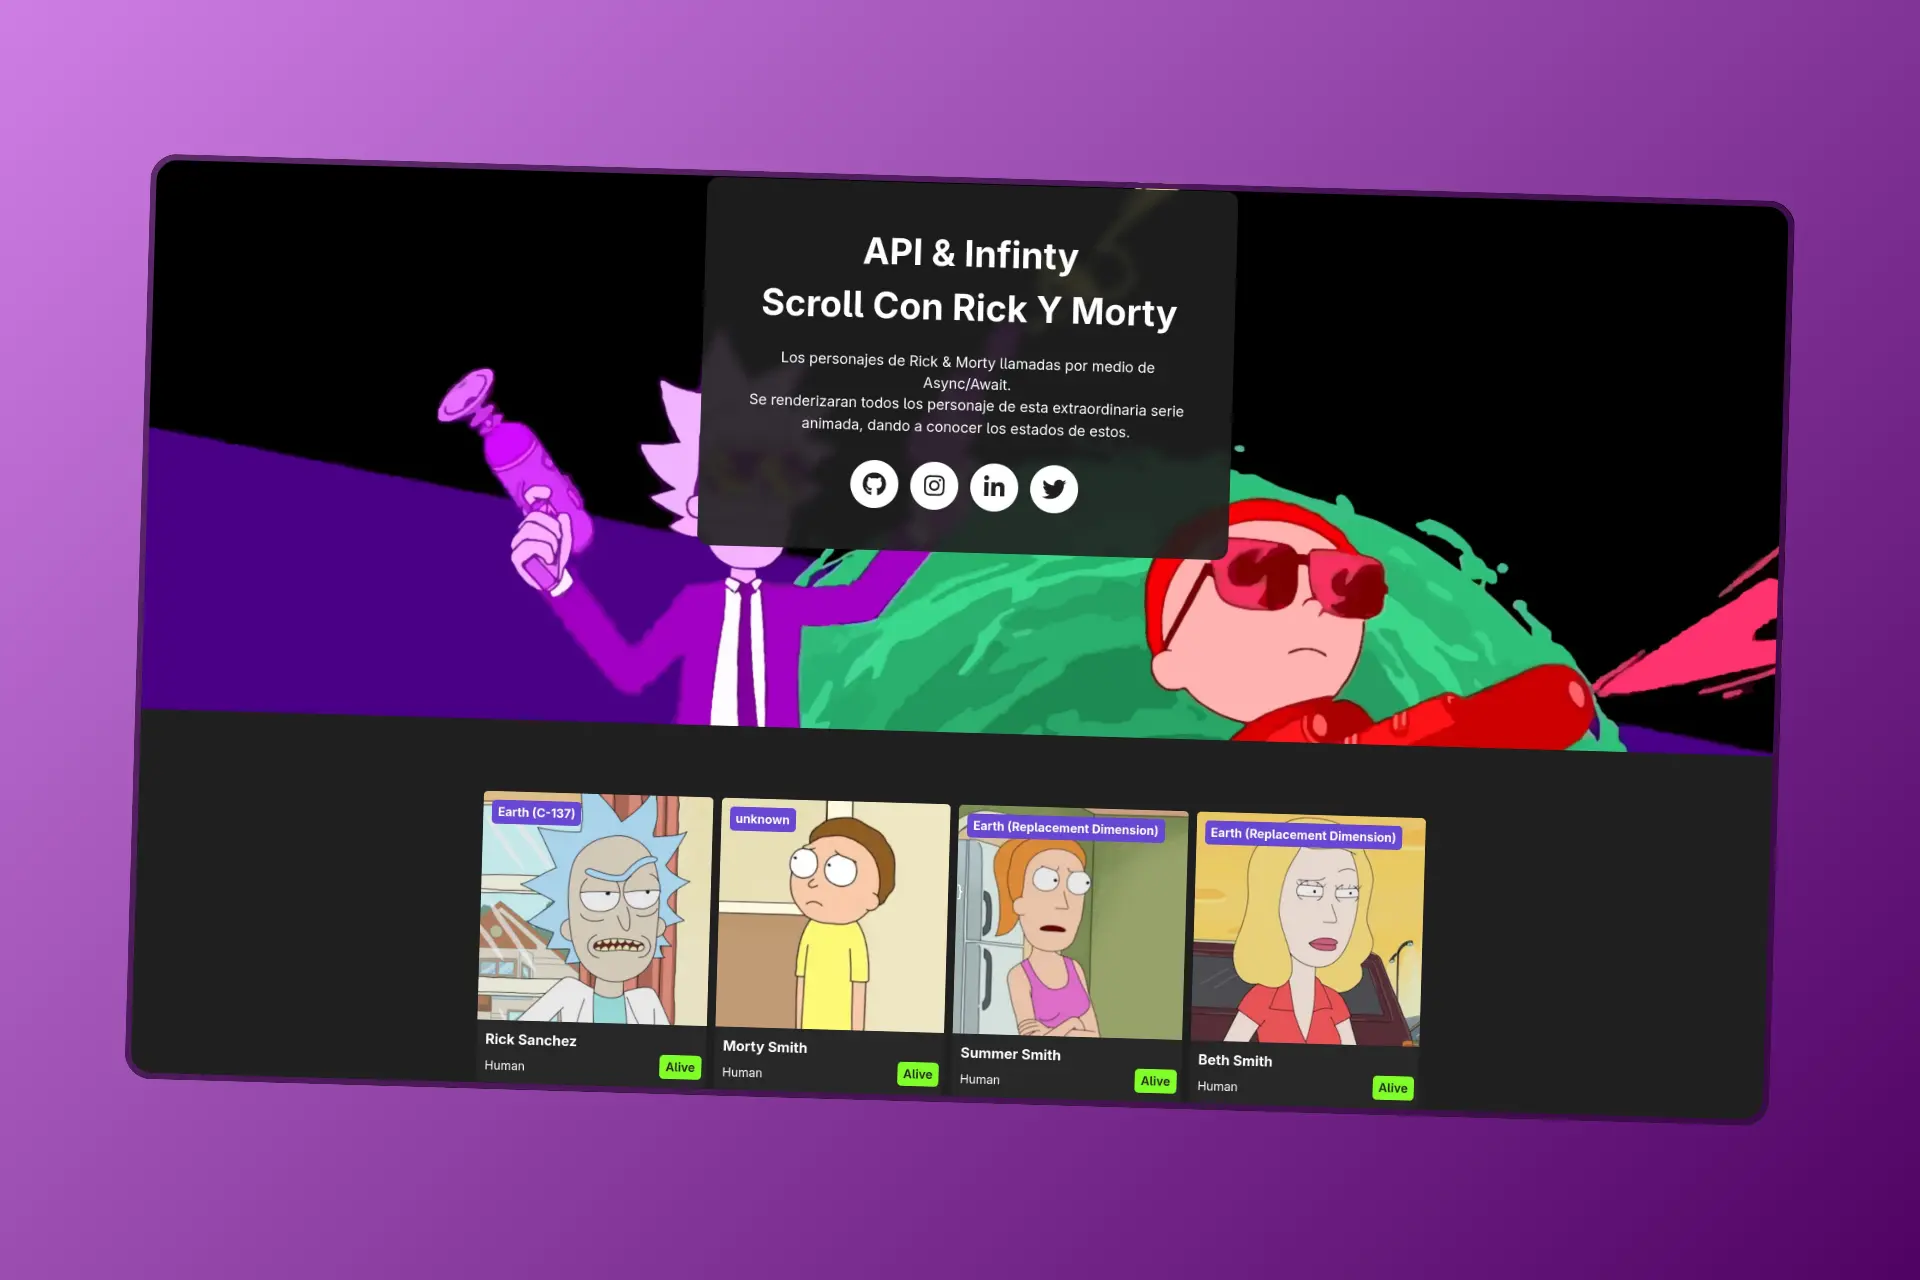 API & Infinty
Scroll Con Rick Y Morty
Los personajes de Rick & Morty llamadas por medio de
Async/Await.
Se renderizaran todos los personaje de esta extraordinaria serie
animada, dando a conocer los estados de estos.
in
Earth (C-137)
unknown
Earth (Replacement Dimension)
Earth (Replacement Dimension)
Rick Sanchez
Human
Alive
Morty Smith
Human
Alive
Summer Smith
Human
Alive
Beth Smith
Human
Alive